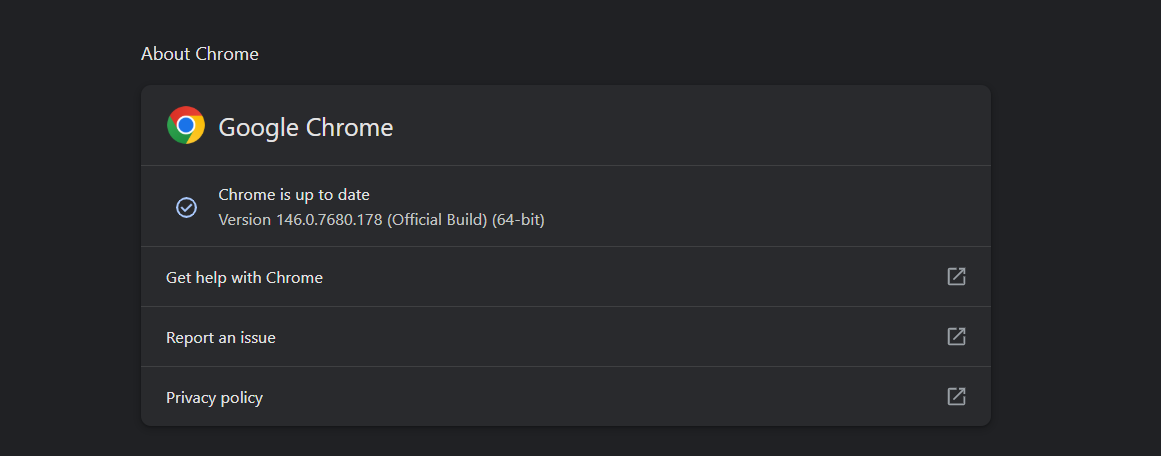 About Chrome
Google Chrome
Chrome is up to date
Version 146.0.7680.178 (Official Build) (64-bit)
Get help with Chrome
Report an issue
Privacy policy